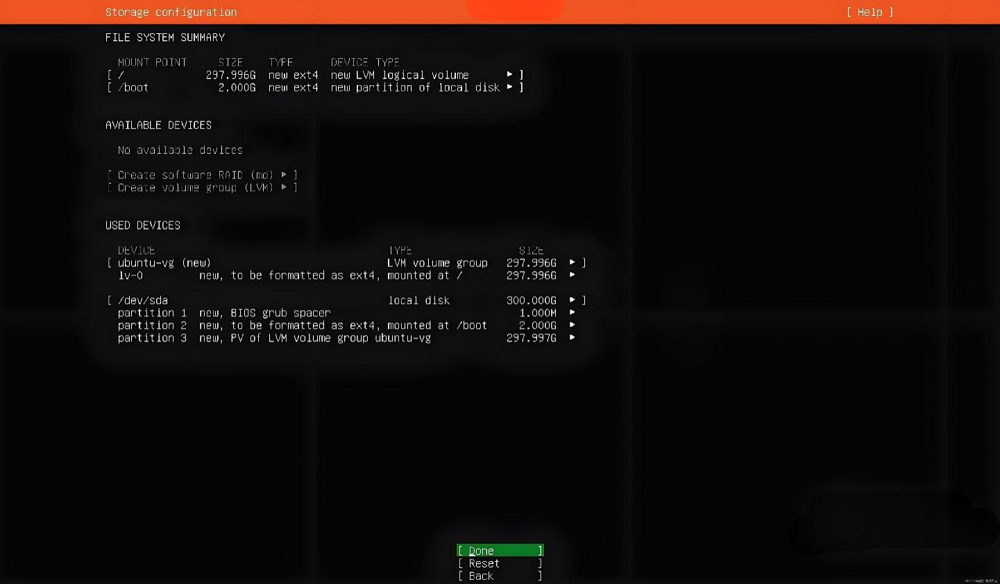 Storage configuration [ Help ]
FILE SYSTEM SUMMARY
MOUNT POINT SIZE TYPE DEVICE TYPE
[ / 297.996G new ext4 new LVM logical volume ▸ ]
[ /boot 2.000G new ext4 new partition of local disk ▸ ]
AVAILABLE DEVICES
No available devices
[ Create software RAID (md) ▸ ]
[ Create volume group (LVM) ▸ ]
USED DEVICES
DEVICE TYPE SIZE
[ ubuntu-vg (new) LVM volume group 297.996G ▸ ]
lv-0 new, to be formatted as ext4, mounted at / 297.996G ▸
[ /dev/sda local disk 300.000G ▸ ]
partition 1 new, BIOS grub spacer 1.000M ▸
partition 2 new, to be formatted as ext4, mounted at /boot 2.000G ▸
partition 3 new, PV of LVM volume group ubuntu-vg 297.997G ▸
[ Done ]
[ Reset ]
[ Back ]